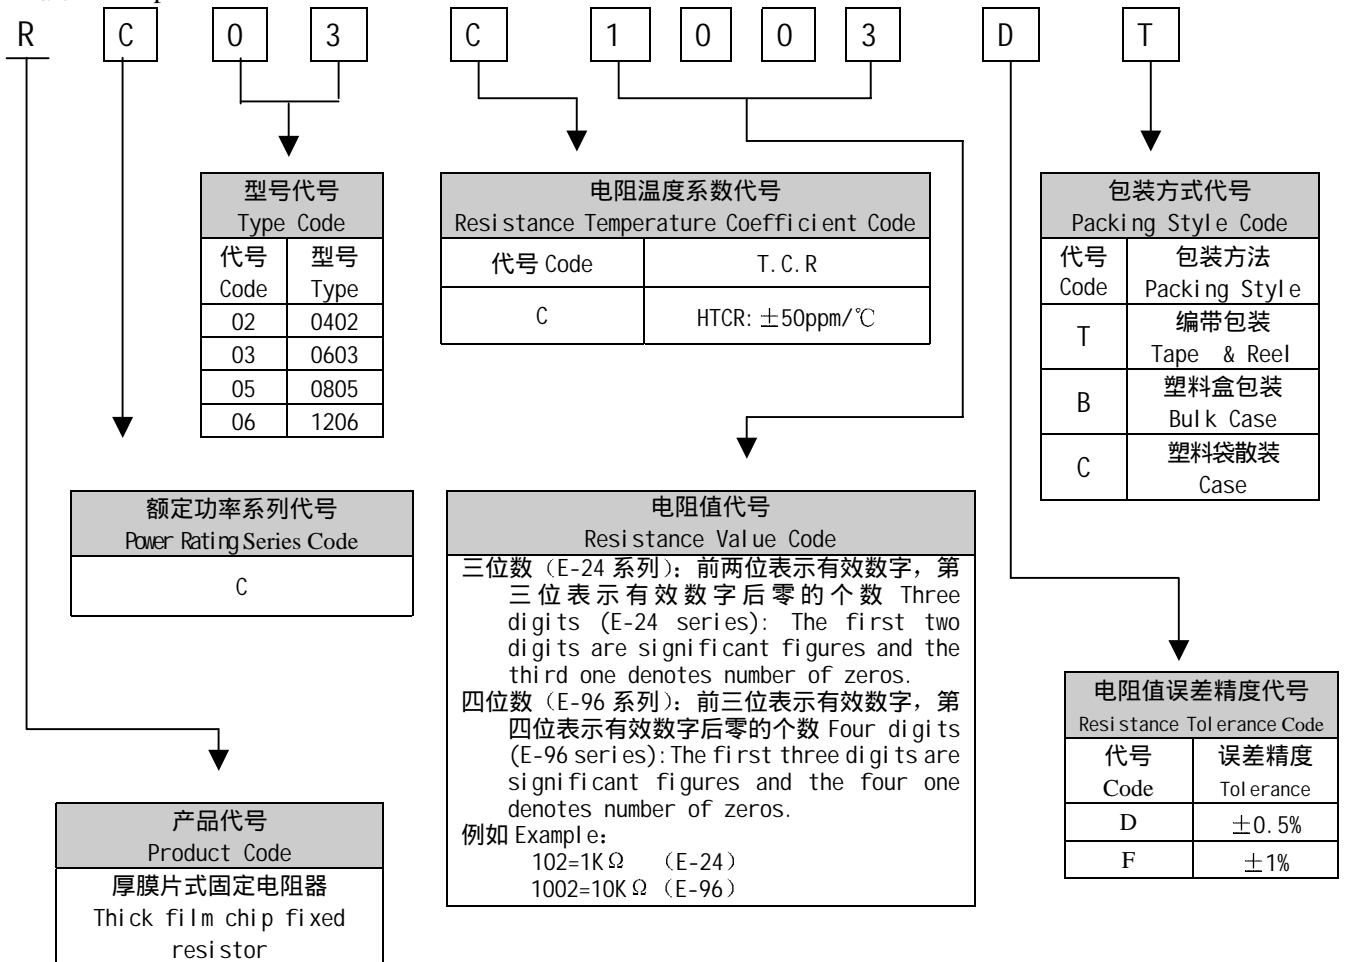 R C 0 3 C 1 0 0 3 D T
型号代号
Type Code
代号 型号
Code Type
02 0402
03 0603
05 0805
06 1206
电阻温度系数代号
Resistance Temperature Coefficient Code
代号 Code T.C.R
C HTCR: ±50ppm/℃
包装方式代号
Packing Style Code
代号 包装方法
Code Packing Style
T 编带包装
Tape & Reel
B 塑料盒包装
Bulk Case
C 塑料袋散装
Case
额定功率系列代号
Power Rating Series Code
C
电阻值代号
Resistance Value Code
三位数（E-24 系列）：前两位表示有效数字，第
三位表示有效数字后零的个数 Three
digits (E-24 series): The first two
digits are significant figures and the
third one denotes number of zeros.
四位数（E-96 系列）：前三位表示有效数字，第
四位表示有效数字后零的个数 Four digits
(E-96 series): The first three digits are
significant figures and the four one
denotes number of zeros.
例如 Example：
102=1KΩ （E-24）
1002=10KΩ（E-96）
电阻值误差精度代号
Resistance Tolerance Code
代号 误差精度
Code Tolerance
D ±0.5%
F ±1%
产品代号
Product Code
厚膜片式固定电阻器
Thick film chip fixed
resistor